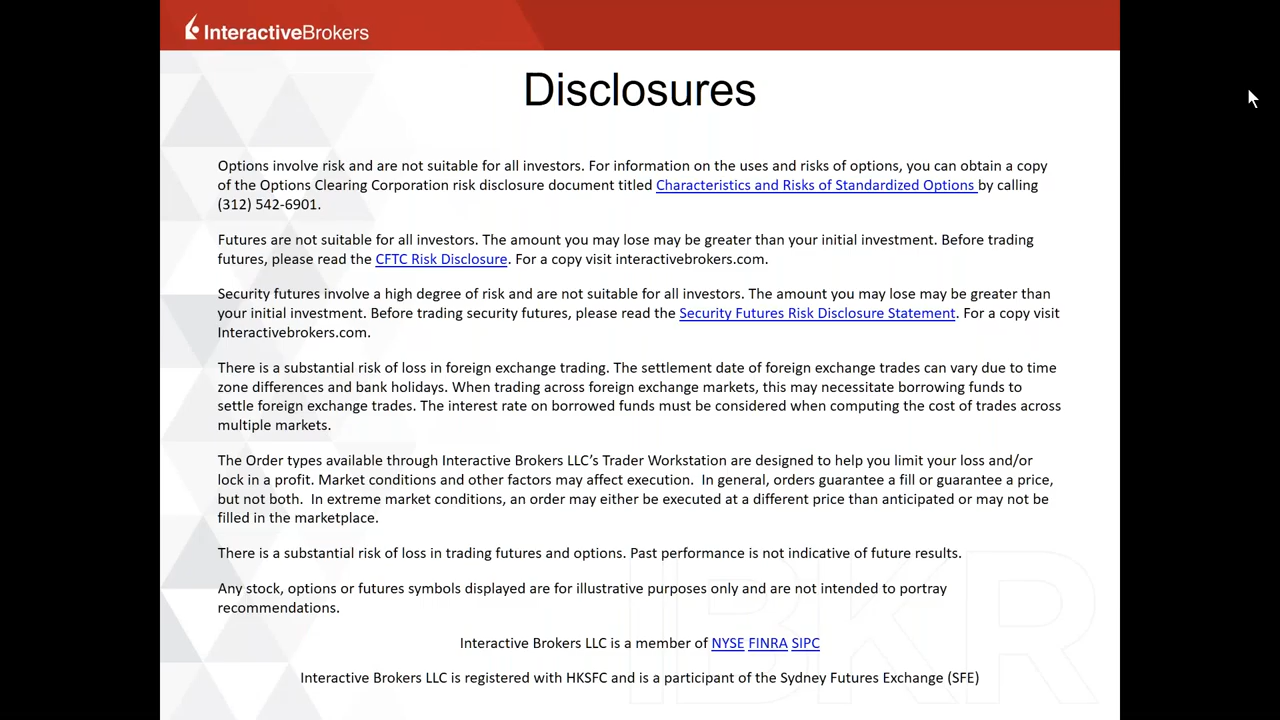 InteractiveBrokers
Disclosures
Options involve risk and are not suitable for all investors. For information on the uses and risks of options, you can obtain a copy
of the Options Clearing Corporation risk disclosure document titled Characteristics and Risks of Standardized Options by calling
(312) 542-6901.
Futures are not suitable for all investors. The amount you may lose may be greater than your initial investment. Before trading
futures, please read the CFTC Risk Disclosure. For a copy visit interactivebrokers.com.
Security futures involve a high degree of risk and are not suitable for all investors. The amount you may lose may be greater than
your initial investment. Before trading security futures, please read the Security Futures Risk Disclosure Statement. For a copy visit
Interactivebrokers.com.
There is a substantial risk of loss in foreign exchange trading. The settlement date of foreign exchange trades can vary due to time
zone differences and bank holidays. When trading across foreign exchange markets, this may necessitate borrowing funds to
settle foreign exchange trades. The interest rate on borrowed funds must be considered when computing the cost of trades across
multiple markets.
The Order types available through Interactive Brokers LLC’s Trader Workstation are designed to help you limit your loss and/or
lock in a profit. Market conditions and other factors may affect execution.  In general, orders guarantee a fill or guarantee a price,
but not both.  In extreme market conditions, an order may either be executed at a different price than anticipated or may not be
filled in the marketplace.
There is a substantial risk of loss in trading futures and options. Past performance is not indicative of future results.
Any stock, options or futures symbols displayed are for illustrative purposes only and are not intended to portray
recommendations.
Interactive Brokers LLC is a member of NYSE FINRA SIPC
Interactive Brokers LLC is registered with HKSFC and is a participant of the Sydney Futures Exchange (SFE)
IBKR